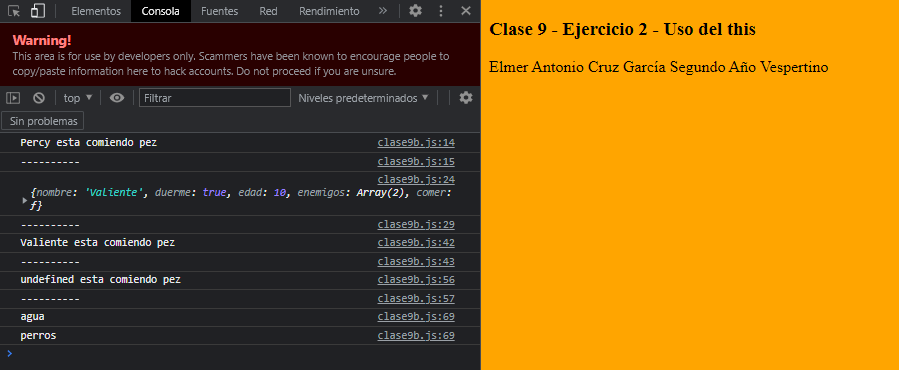 Elementos Consola Fuentes Red Rendimiento
Warning!
This area is for use by developers only. Scammers have been known to encourage people to
copy/paste information here to hack accounts. Do not proceed if you are unsure.
top Filtrar Niveles predeterminados
Sin problemas
Percy esta comiendo pez clase9b.js:14
---------- clase9b.js:15
clase9b.js:24
{nombre: 'Valiente', duerme: true, edad: 10, enemigos: Array(2), comer:
ƒ}
---------- clase9b.js:29
Valiente esta comiendo pez clase9b.js:42
---------- clase9b.js:43
undefined esta comiendo pez clase9b.js:56
---------- clase9b.js:57
agua clase9b.js:69
perros clase9b.js:69
Clase 9 - Ejercicio 2 - Uso del this
Elmer Antonio Cruz García Segundo Año Vespertino